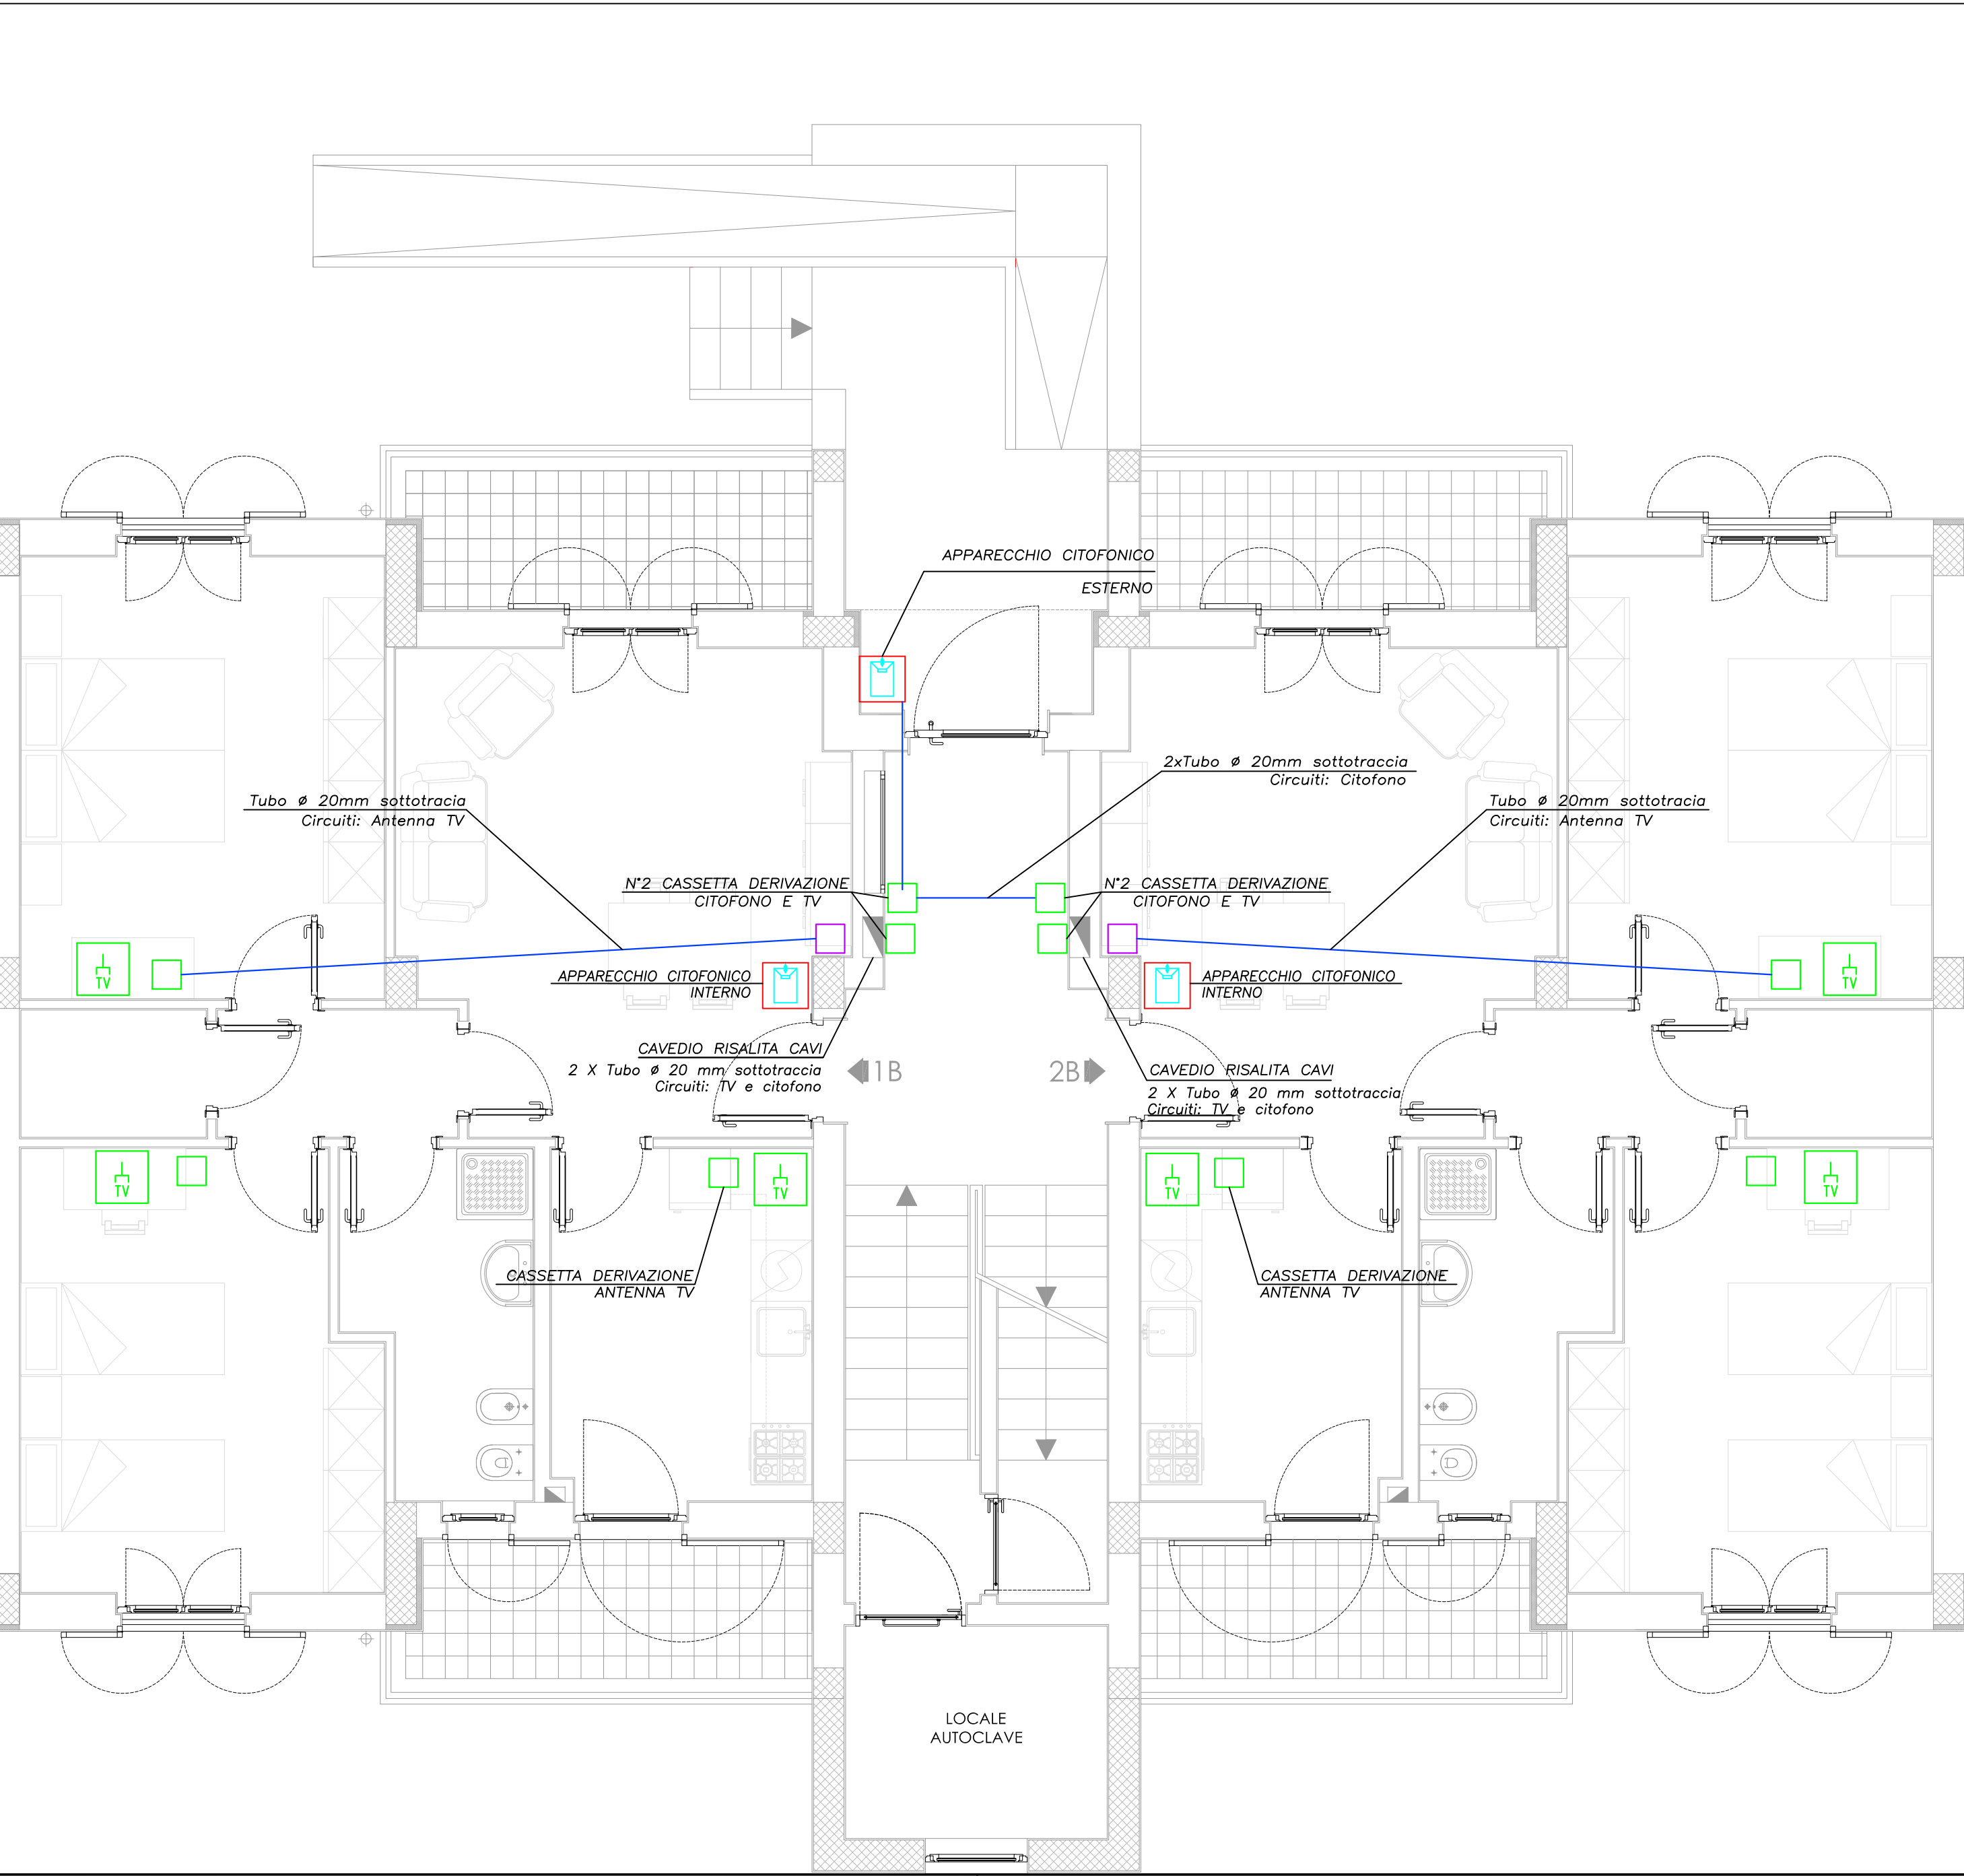 APPARECCHIO CITOFONICO
ESTERNO
2xTubo ø 20mm sottotraccia
Circuiti: Citofono
Tubo ø 20mm sottotracia
Circuiti: Antenna TV
Tubo ø 20mm sottotracia
Circuiti: Antenna TV
N°2 CASSETTA DERIVAZIONE
CITOFONO E TV
N°2 CASSETTA DERIVAZIONE
CITOFONO E TV
TV
APPARECCHIO CITOFONICO
INTERNO
APPARECCHIO CITOFONICO
INTERNO
TV
CAVEDIO RISALITA CAVI
2 X Tubo ø 20 mm sottotraccia
Circuiti: TV e citofono
1B
2B
CAVEDIO RISALITA CAVI
2 X Tubo ø 20 mm sottotraccia
Circuiti: TV e citofono
TV
TV
TV
TV
CASSETTA DERIVAZIONE
ANTENNA TV
CASSETTA DERIVAZIONE
ANTENNA TV
LOCALE
AUTOCLAVE